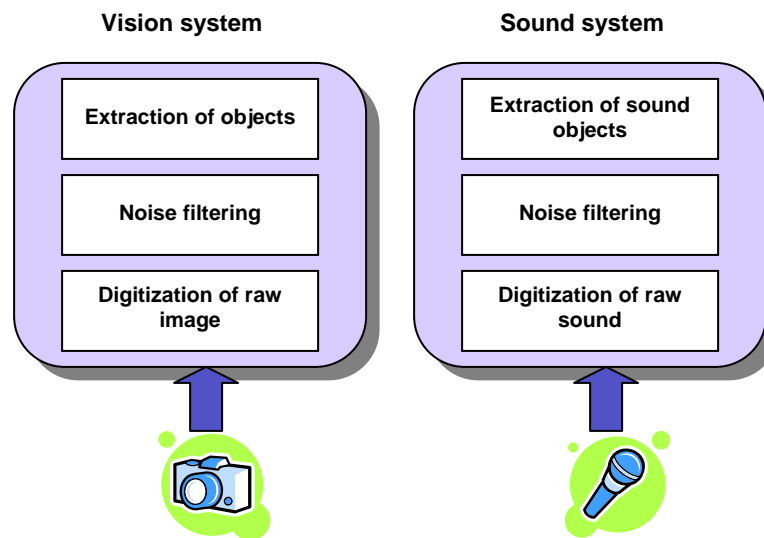 Vision system
Extraction of objects
Noise filtering
Digitization of raw
image
Sound system
Extraction of sound
objects
Noise filtering
Digitization of raw
sound